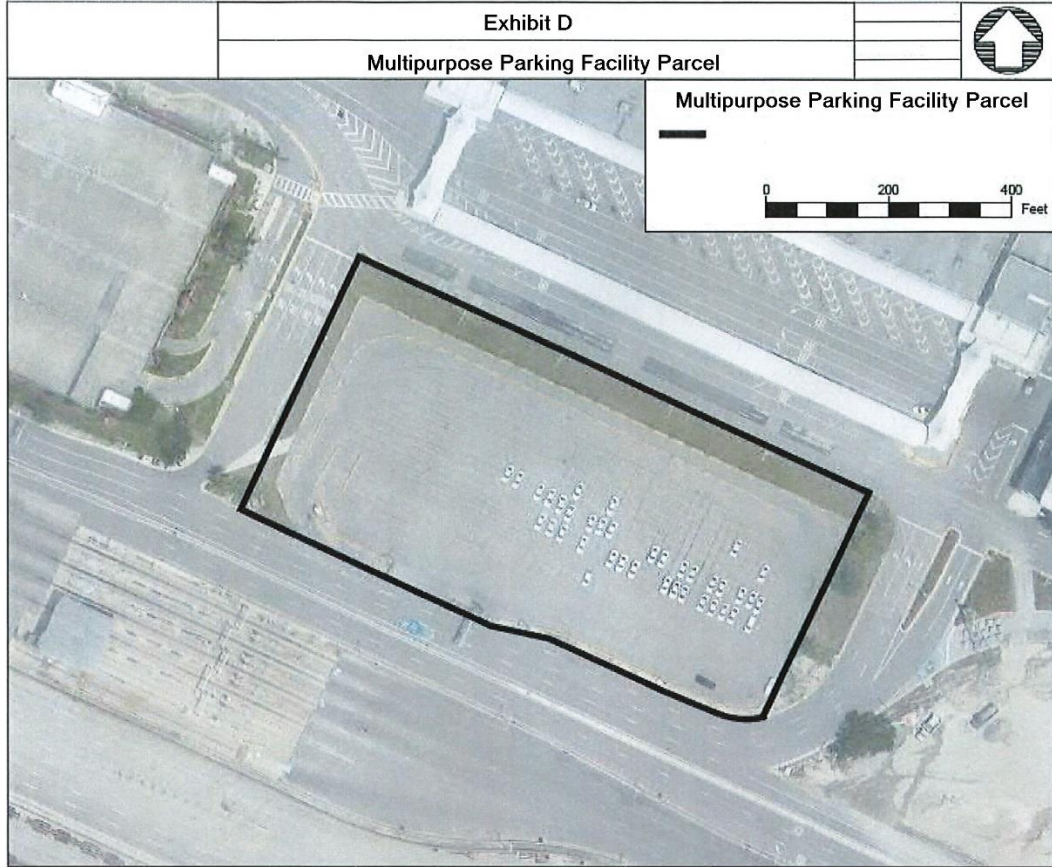 Exhibit D
Multipurpose Parking Facility Parcel
Multipurpose Parking Facility Parcel
0 200 400
Feet